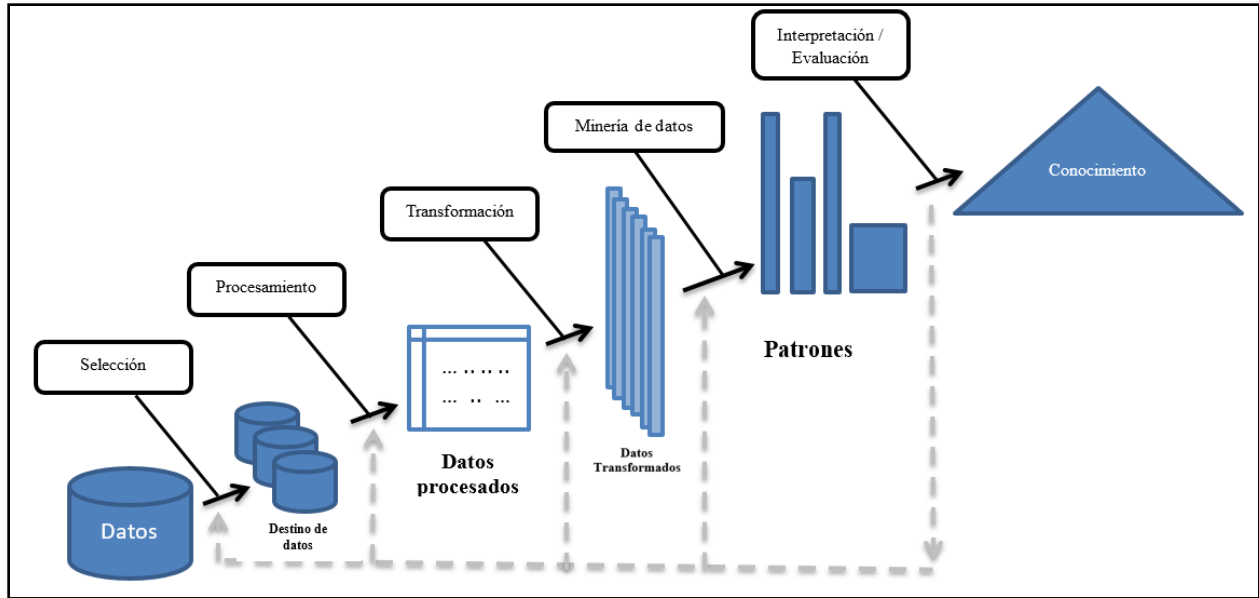 Interpretación /
Evaluación
Minería de datos
Conocimiento
Transformación
Procesamiento
Selección
Patrones
Datos
Transformados
Datos
procesados
Destino de
datos
Datos